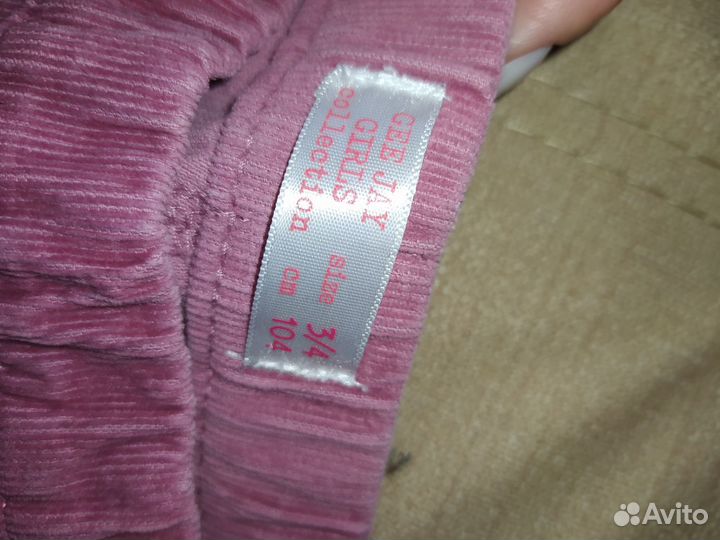 GEE JAY
GIRLS size 3/4
collection cm 104
Avito